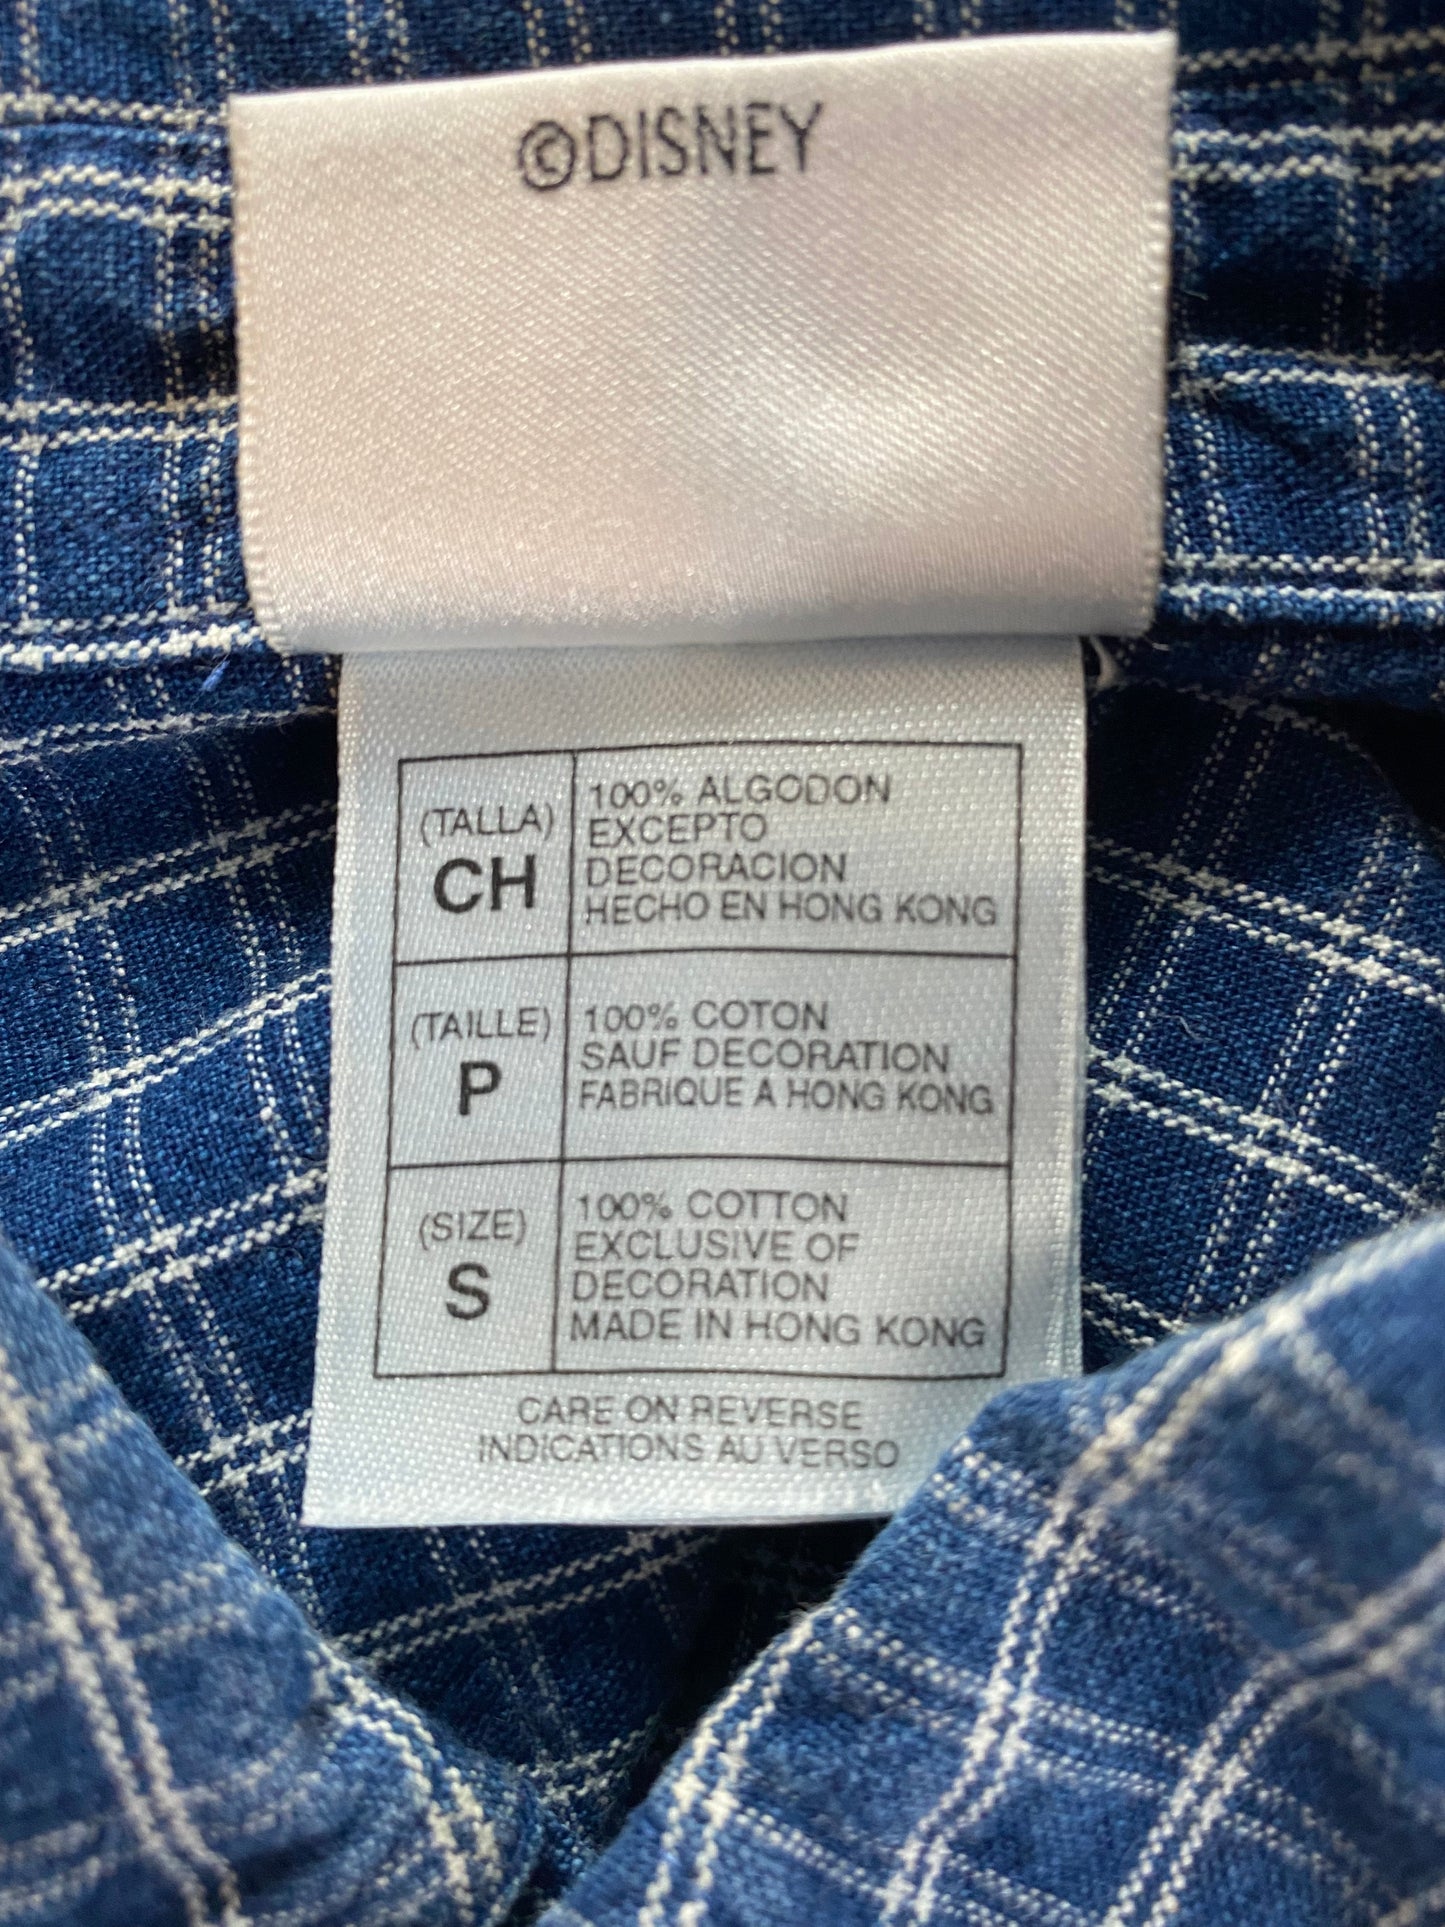 ©DISNEY
(TALLA)
CH
100% ALGODON
EXCEPTO
DECORACION
HECHO EN HONG KONG
(TAILLE)
P
100% COTON
SAUF DECORATION
FABRIQUE A HONG KONG
(SIZE)
S
100% COTTON
EXCLUSIVE OF
DECORATION
MADE IN HONG KONG
CARE ON REVERSE
INDICATIONS AU VERSO